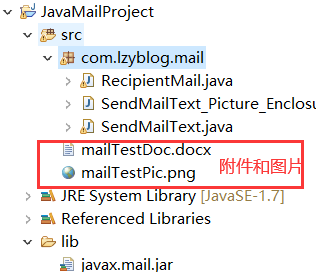 JavaMailProject
src
com.lzyblog.mail
RecipientMail.java
SendMailText_Picture_Enclosu
SendMailText.java
mailTestDoc.docx
mailTestPic.png
附件和图片
JRE System Library [JavaSE-1.7]
Referenced Libraries
lib
javax.mail.jar